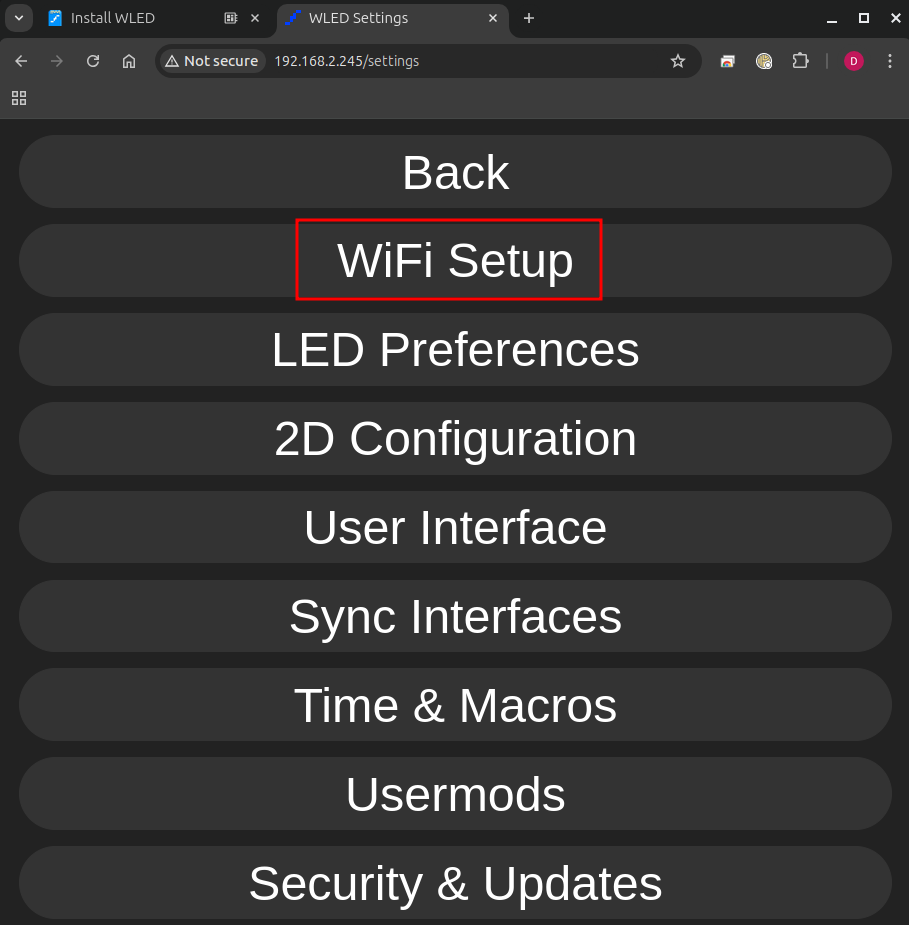 Install WLED
WLED Settings
Not secure
192.168.2.245/settings
D
Back
WiFi Setup
LED Preferences
2D Configuration
User Interface
Sync Interfaces
Time & Macros
Usermods
Security & Updates